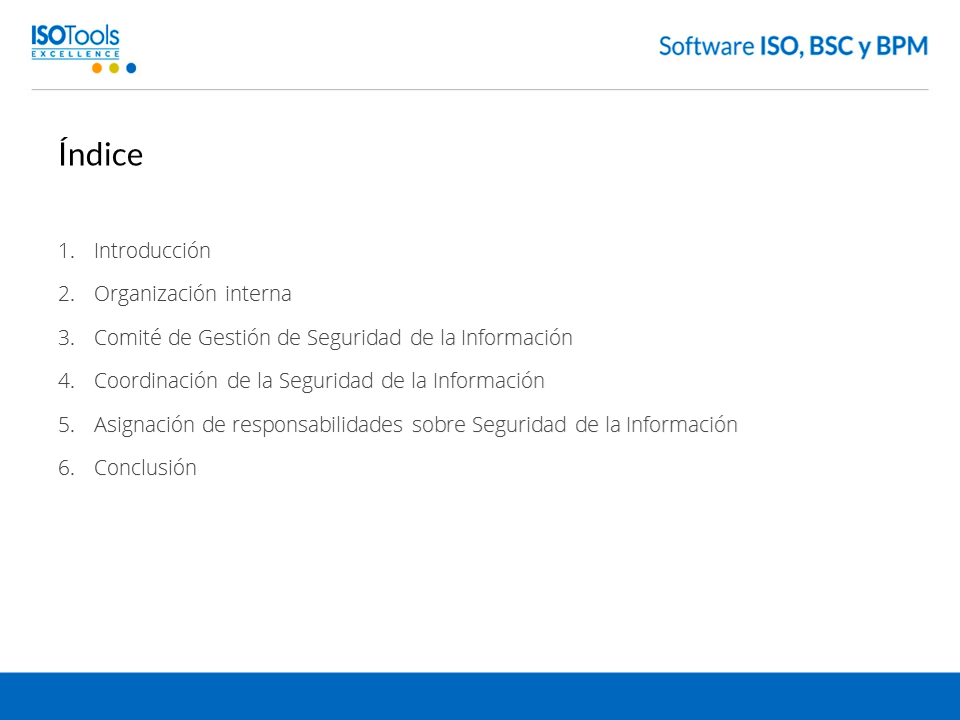 ISOTools
EXCELLENCE
Software ISO, BSC y BPM
Índice
1. Introducción
2. Organización interna
3. Comité de Gestión de Seguridad de la Información
4. Coordinación de la Seguridad de la Información
5. Asignación de responsabilidades sobre Seguridad de la Información
6. Conclusión